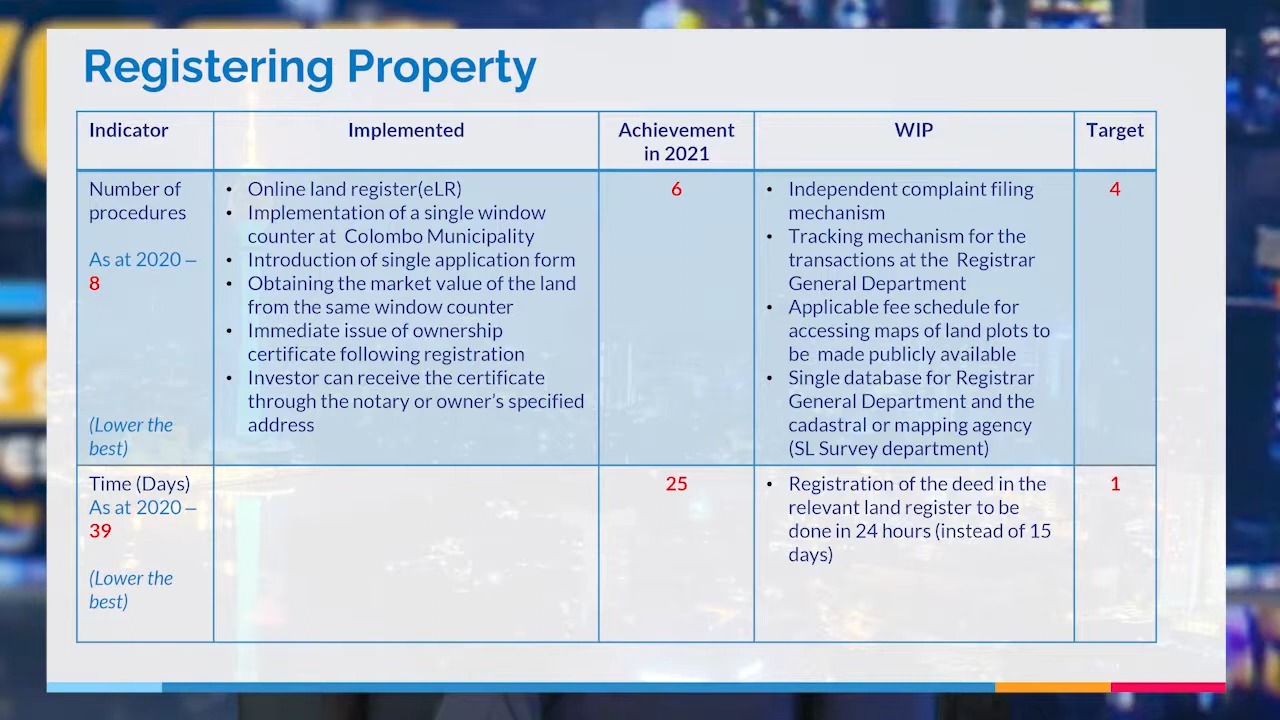 Registering Property
Indicator
Implemented
Achievement
in 2021
WIP
Target
Number of
procedures
As at 2020 –
8
(Lower the
best)
• Online land register(eLR)
• Implementation of a single window
counter at Colombo Municipality
• Introduction of single application form
• Obtaining the market value of the land
from the same window counter
• Immediate issue of ownership
certificate following registration
• Investor can receive the certificate
through the notary or owner’s specified
address
6
• Independent complaint filing
mechanism
• Tracking mechanism for the
transactions at the Registrar
General Department
• Applicable fee schedule for
accessing maps of land plots to
be made publicly available
• Single database for Registrar
General Department and the
cadastral or mapping agency
(SL Survey department)
4
Time (Days)
As at 2020 –
39
(Lower the
best)
25
• Registration of the deed in the
relevant land register to be
done in 24 hours (instead of 15
days)
1